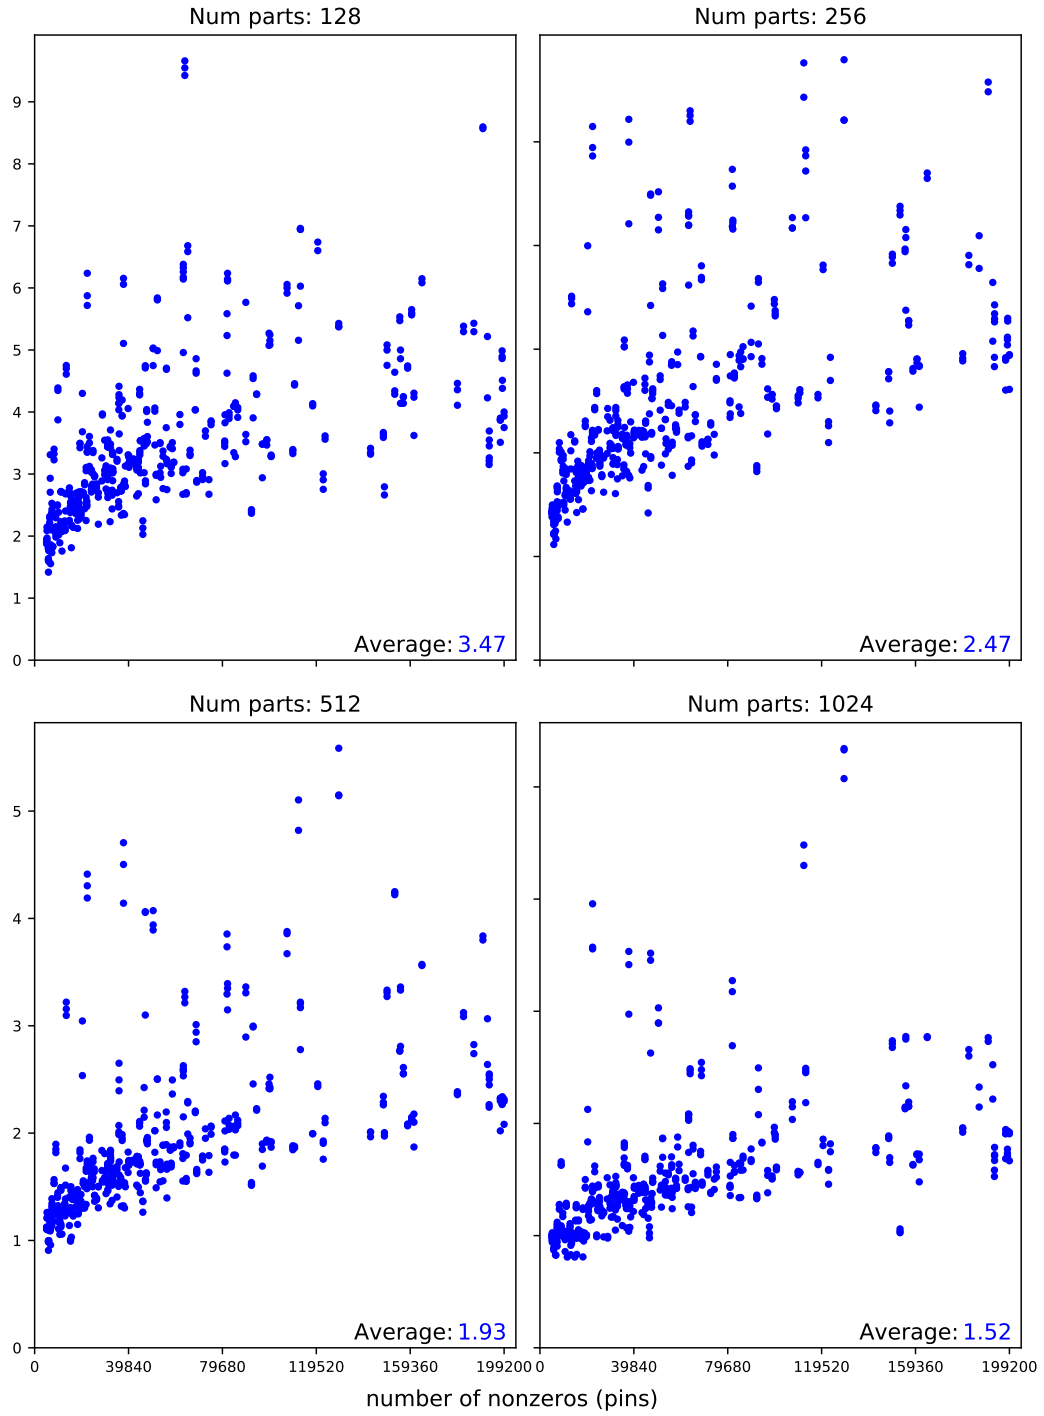 Num parts: 128
Num parts: 256
9
8
7
6
5
4
3
2
1
0
Average: 3.47
Average: 2.47
Num parts: 512
Num parts: 1024
5
4
3
2
1
0
Average: 1.93
Average: 1.52
0 39840 79680 119520 159360 199200
0 39840 79680 119520 159360 199200
number of nonzeros (pins)